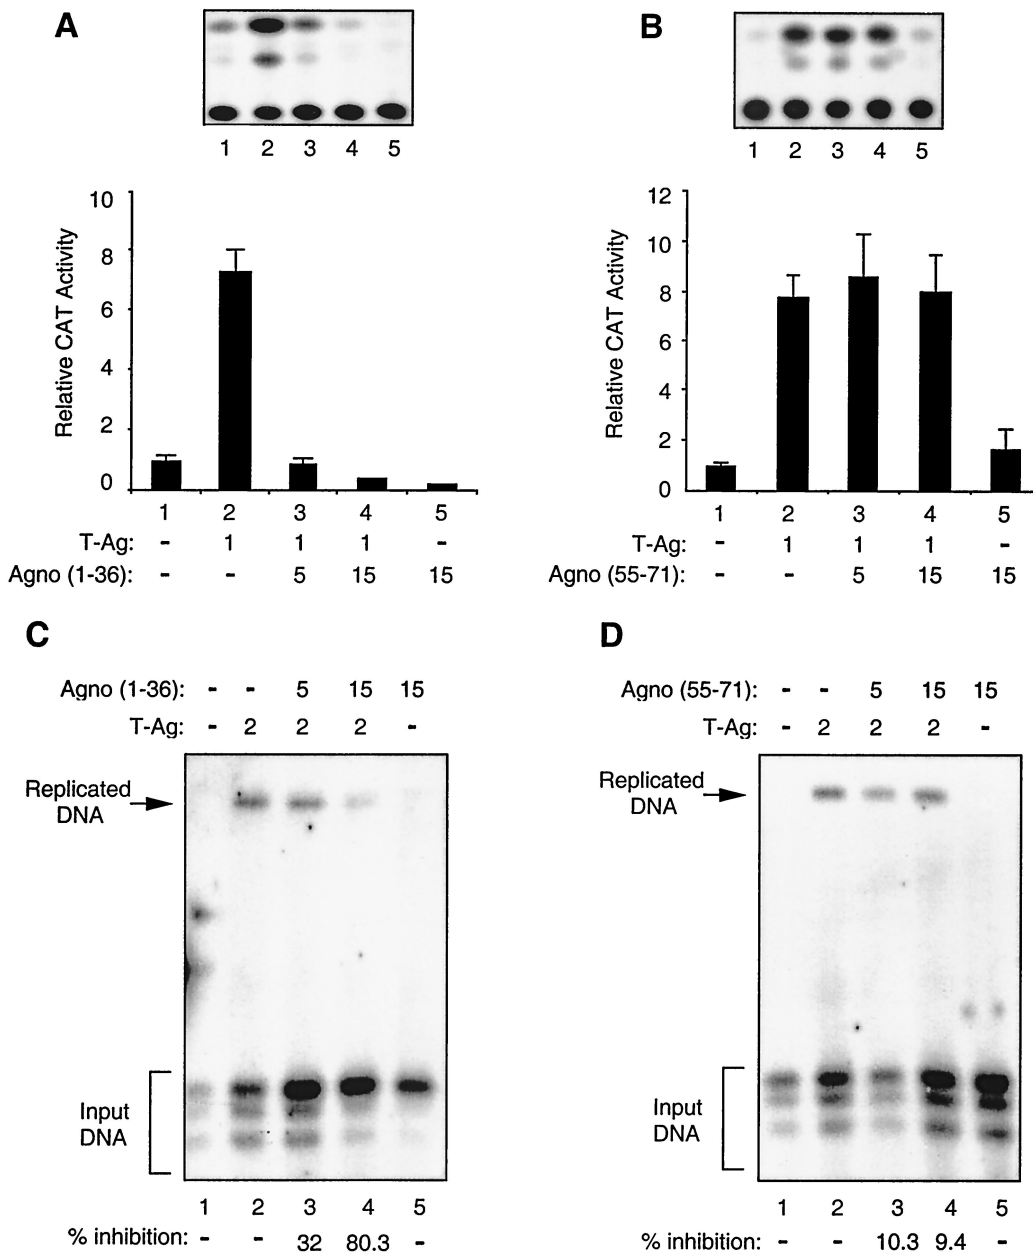 A
1 2 3 4 5
10
8
6
4
2
0
Relative CAT Activity
1 2 3 4 5
T-Ag: - 1 1 1 -
Agno (1-36): - - 5 15 15
B
1 2 3 4 5
12
10
8
6
4
2
0
Relative CAT Activity
1 2 3 4 5
T-Ag: - 1 1 1 -
Agno (55-71): - - 5 15 15
C
Agno (1-36): - - 5 15 15
T-Ag: - 2 2 2 -
Replicated
DNA
Input
DNA
1 2 3 4 5
% inhibition: - - 32 80.3 -
D
Agno (55-71): - - 5 15 15
T-Ag: - 2 2 2 -
Replicated
DNA
Input
DNA
1 2 3 4 5
% inhibition: - - 10.3 9.4 -